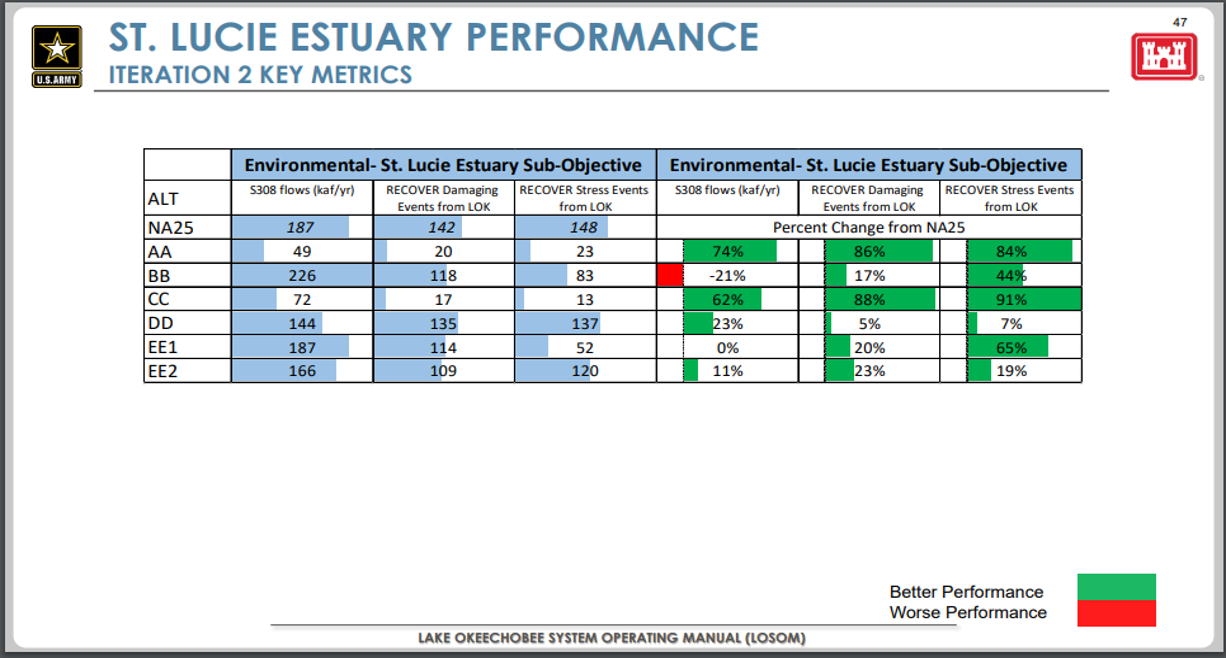 47
ST. LUCIE ESTUARY PERFORMANCE
ITERATION 2 KEY METRICS
U.S.ARMY
®
Environmental- St. Lucie Estuary Sub-Objective Environmental- St. Lucie Estuary Sub-Objective
ALT S308 flows (kaf/yr) RECOVER Damaging Events from LOK RECOVER Stress Events from LOK S308 flows (kaf/yr) RECOVER Damaging Events from LOK RECOVER Stress Events from LOK
NA25 187 142 148 Percent Change from NA25
AA 49 20 23 74% 86% 84%
BB 226 118 83 -21% 17% 44%
CC 72 17 13 62% 88% 91%
DD 144 135 137 23% 5% 7%
EE1 187 114 52 0% 20% 65%
EE2 166 109 120 11% 23% 19%
Better Performance
Worse Performance
LAKE OKEECHOBEE SYSTEM OPERATING MANUAL (LOSOM)